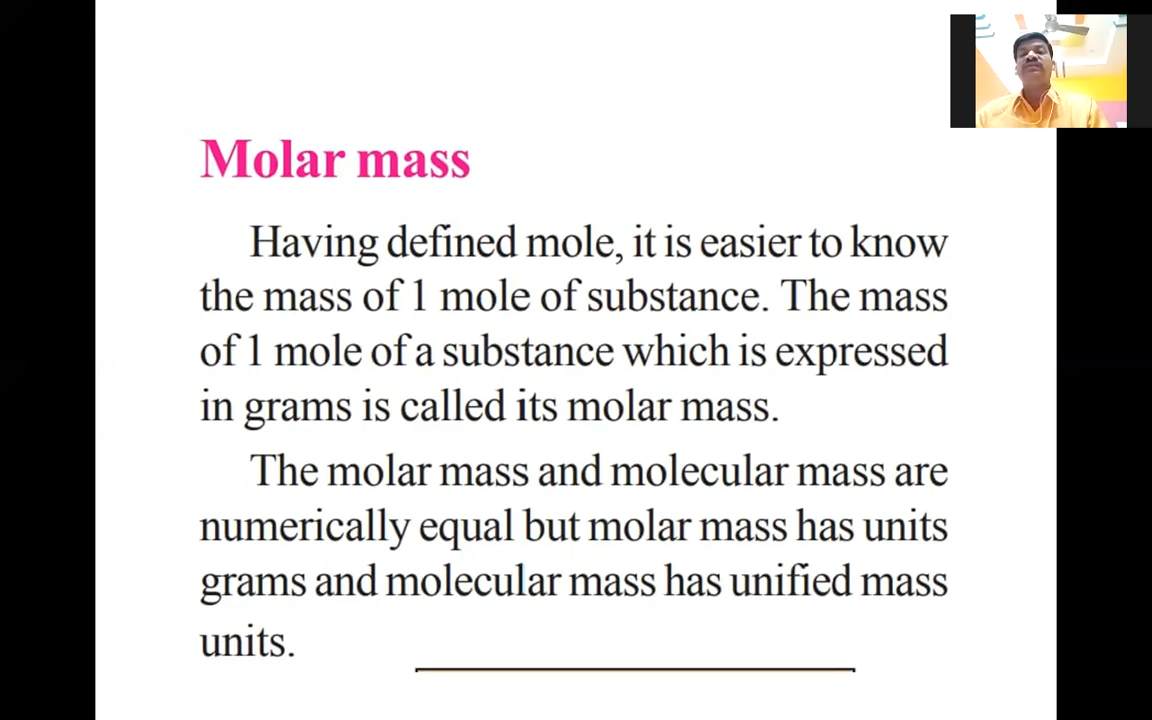 Molar mass
Having defined mole, it is easier to know
the mass of 1 mole of substance. The mass
of 1 mole of a substance which is expressed
in grams is called its molar mass.
The molar mass and molecular mass are
numerically equal but molar mass has units
grams and molecular mass has unified mass
units.